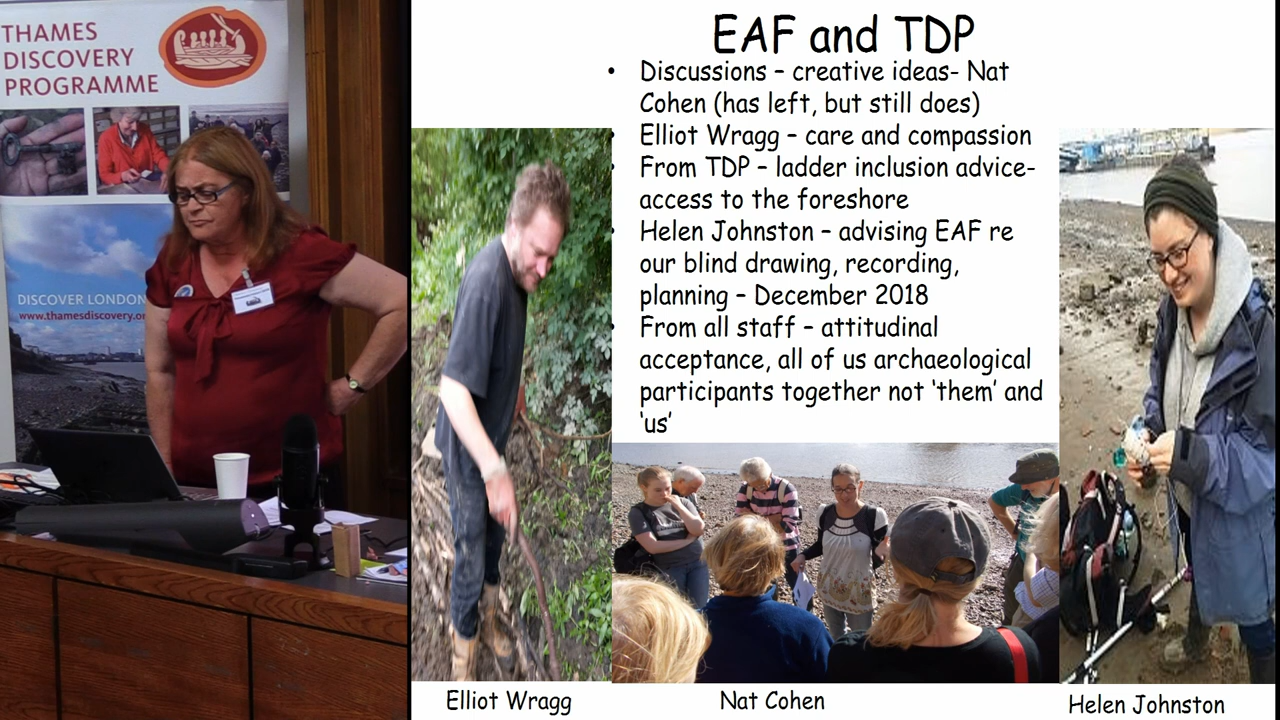 THAMES
DISCOVERY
PROGRAMME
DISCOVER LONDON
www.thamesdiscovery.or
EAF and TDP
• Discussions – creative ideas- Nat
Cohen (has left, but still does)
• Elliot Wragg – care and compassion
• From TDP – ladder inclusion advice-
access to the foreshore
• Helen Johnston – advising EAF re
our blind drawing, recording,
planning – December 2018
• From all staff – attitudinal
acceptance, all of us archaeological
participants together not ‘them’ and
‘us’
Elliot Wragg
Nat Cohen
Helen Johnston